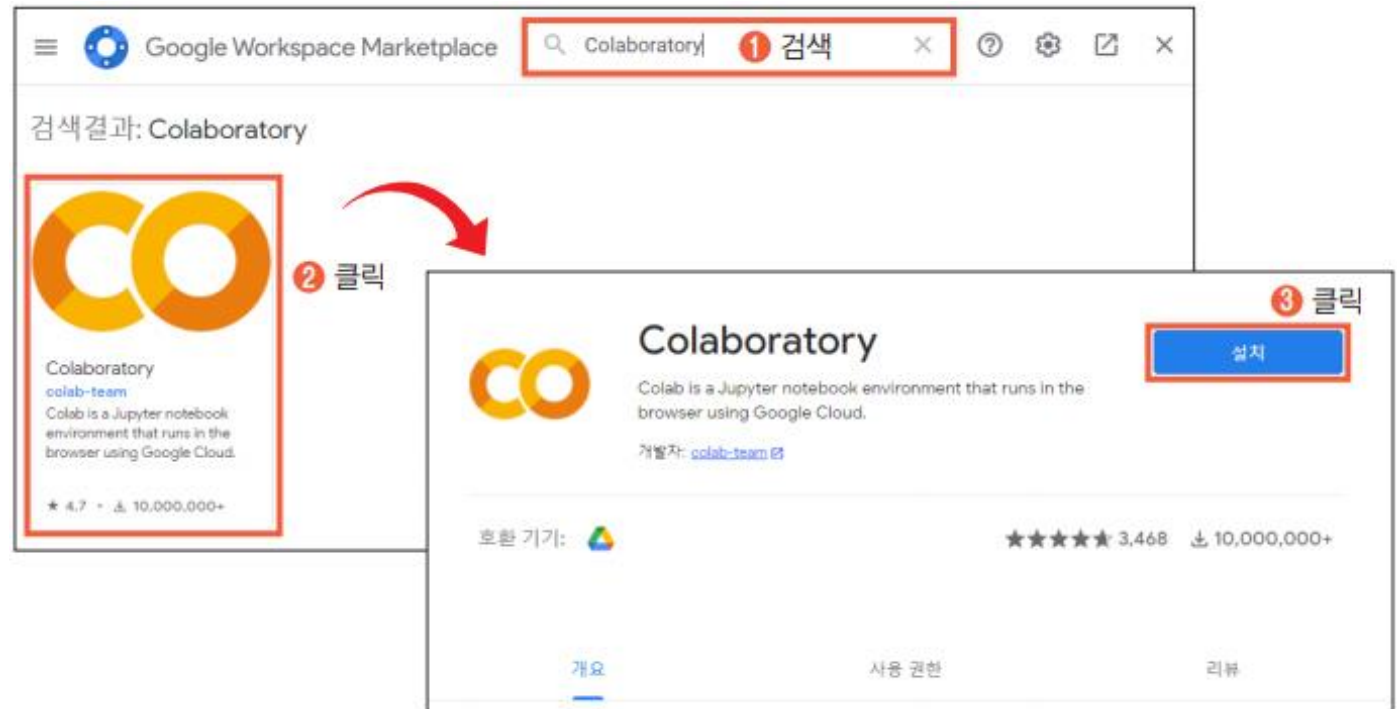 Google Workspace Marketplace
Colaboratory
❶ 검색
검색결과: Colaboratory
Colaboratory
colab-team
Colab is a Jupyter notebook
environment that runs in the
browser using Google Cloud.
★ 4.7 • 10,000,000+
❷ 클릭
❸ 클릭
Colaboratory
설치
Colab is a Jupyter notebook environment that runs in the
browser using Google Cloud.
개발자: colab-team
호환 기기:
★★★★★ 3,468 10,000,000+
개요 사용 권한 리뷰